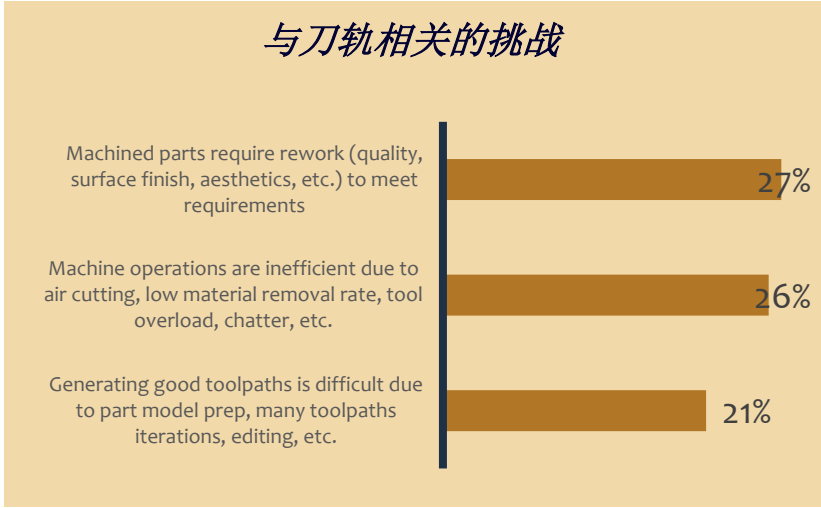 与刀轨相关的挑战
Machined parts require rework (quality,
surface finish, aesthetics, etc.) to meet
requirements
27%
Machine operations are inefficient due to
air cutting, low material removal rate, tool
overload, chatter, etc.
26%
Generating good toolpaths is difficult due
to part model prep, many toolpaths
iterations, editing, etc.
21%